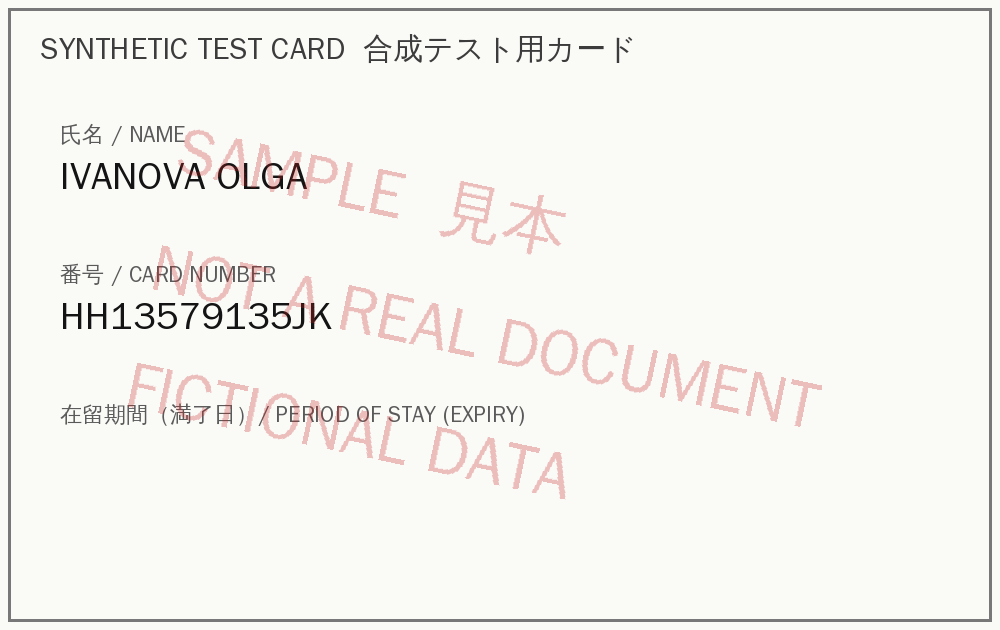 SYNTHETIC TEST CARD 合成テスト用カード
氏名 / NAME
IVANOVA OLGA
SAMPLE 見本
番号 / CARD NUMBER
HH13579135JK
NOT A REAL DOCUMENT
在留期間（満了日）/ PERIOD OF STAY (EXPIRY)
FICTIONAL DATA